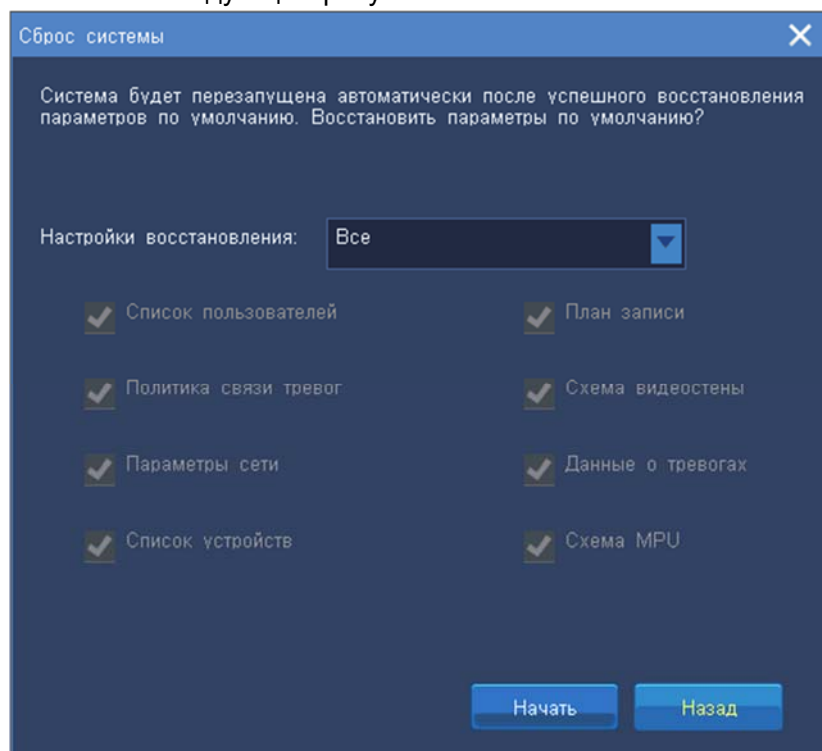 Сброс системы
Система будет перезапущена автоматически после успешного восстановления
параметров по умолчанию. Восстановить параметры по умолчанию?
Настройки восстановления: Все
Список пользователей План записи
Политика связи тревог Схема видеостены
Параметры сети Данные о тревогах
Список устройств Схема MPU
Начать Назад